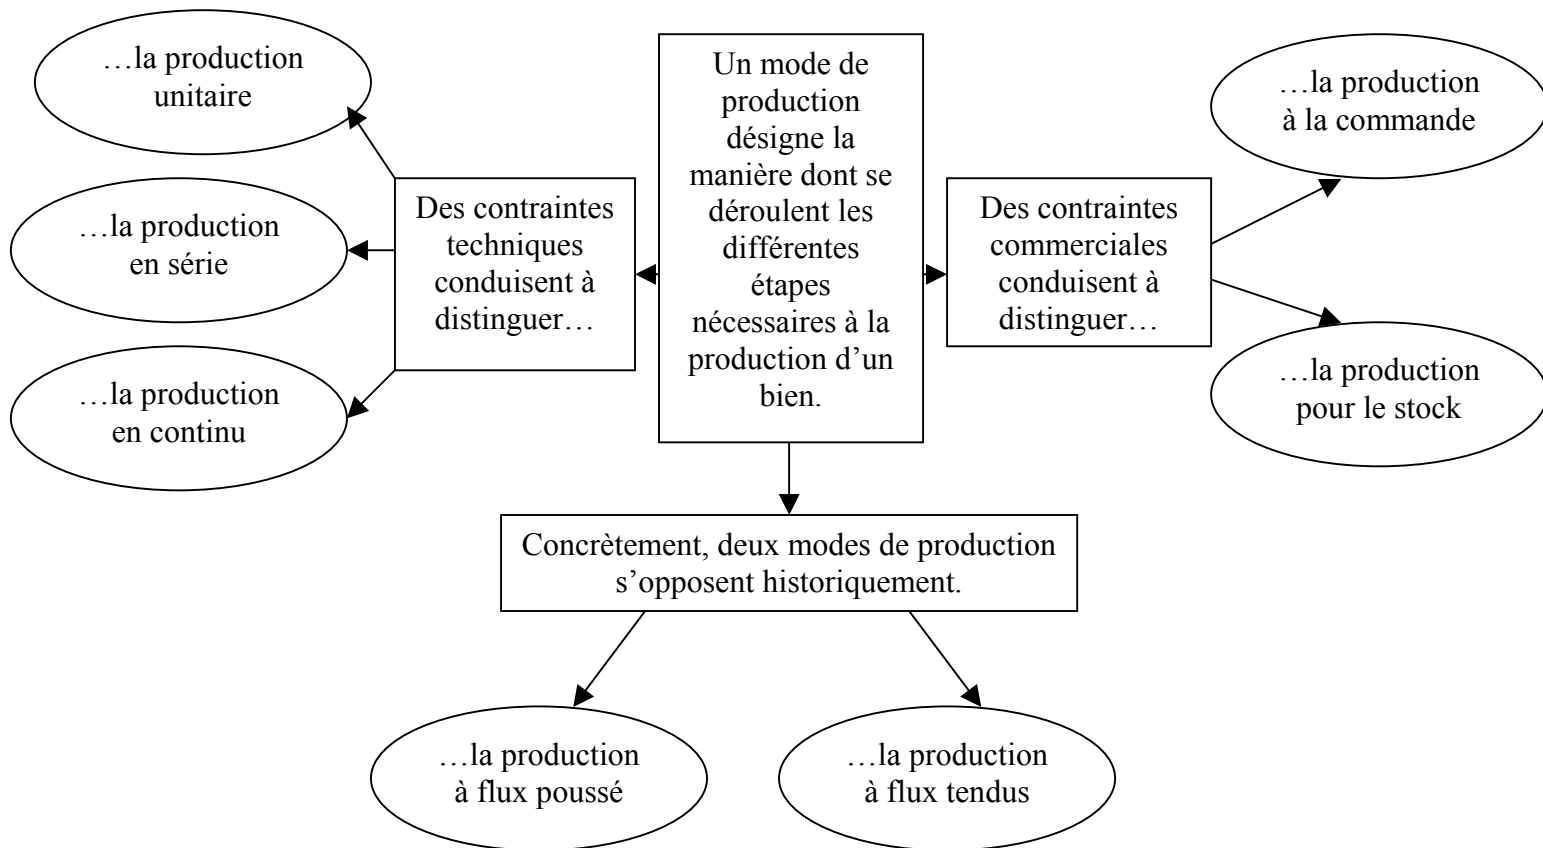 …la production
unitaire
…la production
en série
…la production
en continu
Des contraintes
techniques
conduisent à
distinguer…
Un mode de
production
désigne la
manière dont se
déroulent les
différentes
étapes
nécessaires à la
production d’un
bien.
Des contraintes
commerciales
conduisent à
distinguer…
…la production
à la commande
…la production
pour le stock
Concrètement, deux modes de production
s’opposent historiquement.
…la production
à flux poussé
…la production
à flux tendus